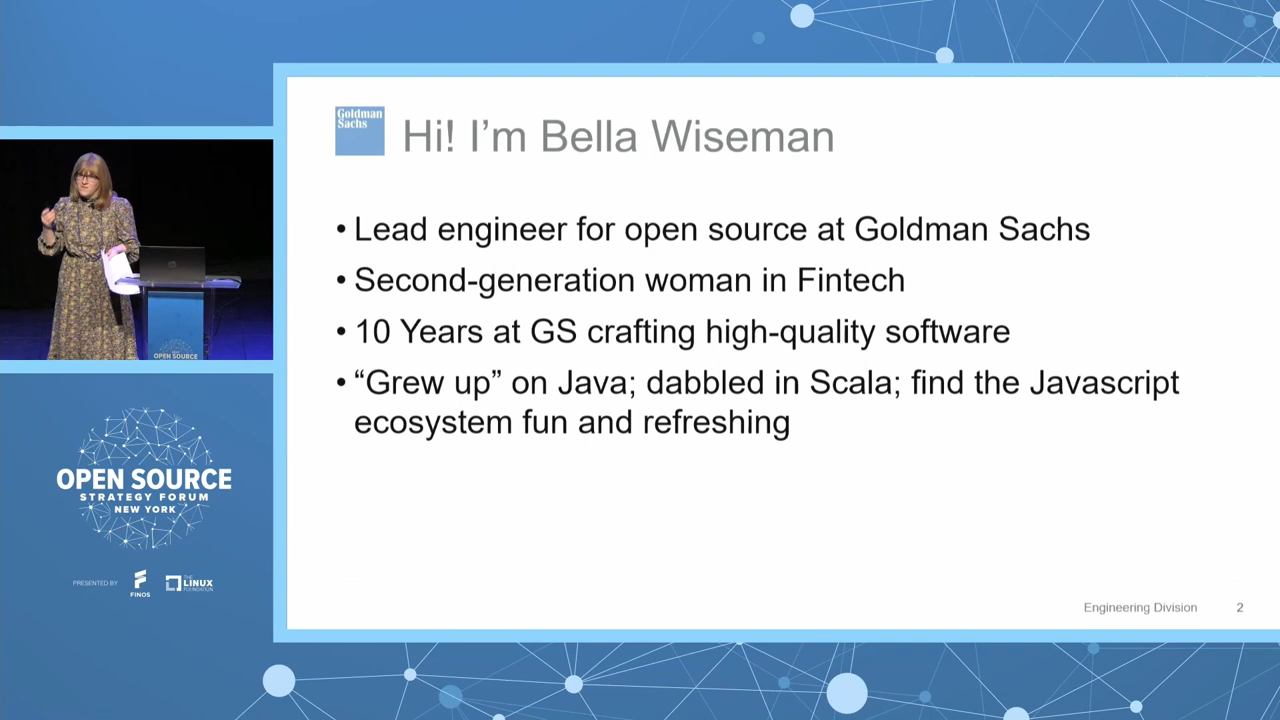 Goldman
Sachs
Hi! I’m Bella Wiseman
• Lead engineer for open source at Goldman Sachs
• Second-generation woman in Fintech
• 10 Years at GS crafting high-quality software
• “Grew up” on Java; dabbled in Scala; find the Javascript
ecosystem fun and refreshing
Engineering Division 2
OPEN SOURCE
OPEN SOURCE
STRATEGY FORUM
NEW YORK
PRESENTED BY
FINOS
THE
LINUX
FOUNDATION